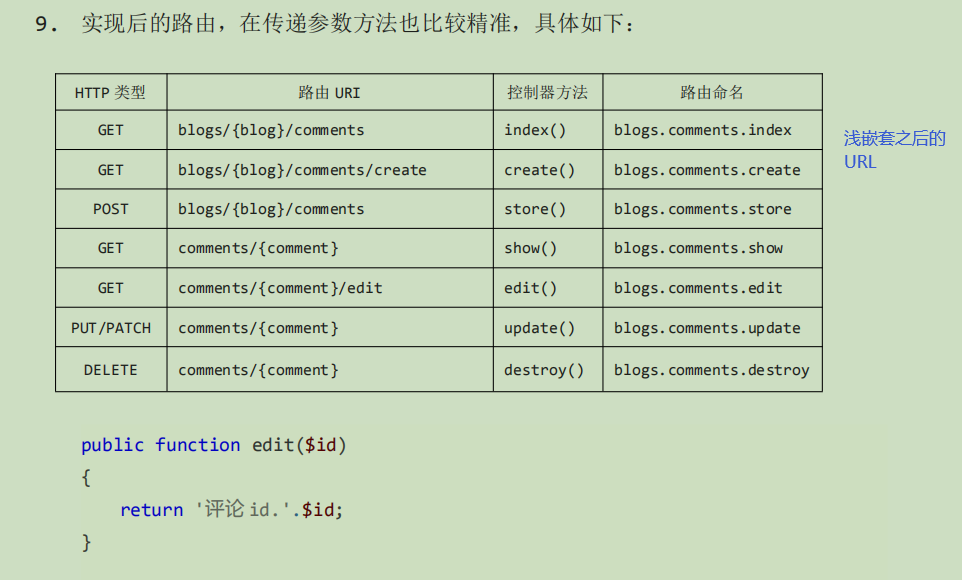 9. 实现后的路由，在传递参数方法也比较精准，具体如下：
HTTP 类型 路由 URI 控制器方法 路由命名
GET blogs/{blog}/comments index() blogs.comments.index
GET blogs/{blog}/comments/create create() blogs.comments.create
POST blogs/{blog}/comments store() blogs.comments.store
GET comments/{comment} show() blogs.comments.show
GET comments/{comment}/edit edit() blogs.comments.edit
PUT/PATCH comments/{comment} update() blogs.comments.update
DELETE comments/{comment} destroy() blogs.comments.destroy
浅嵌套之后的
URL
public function edit($id)
{
return '评论 id.'.$id;
}